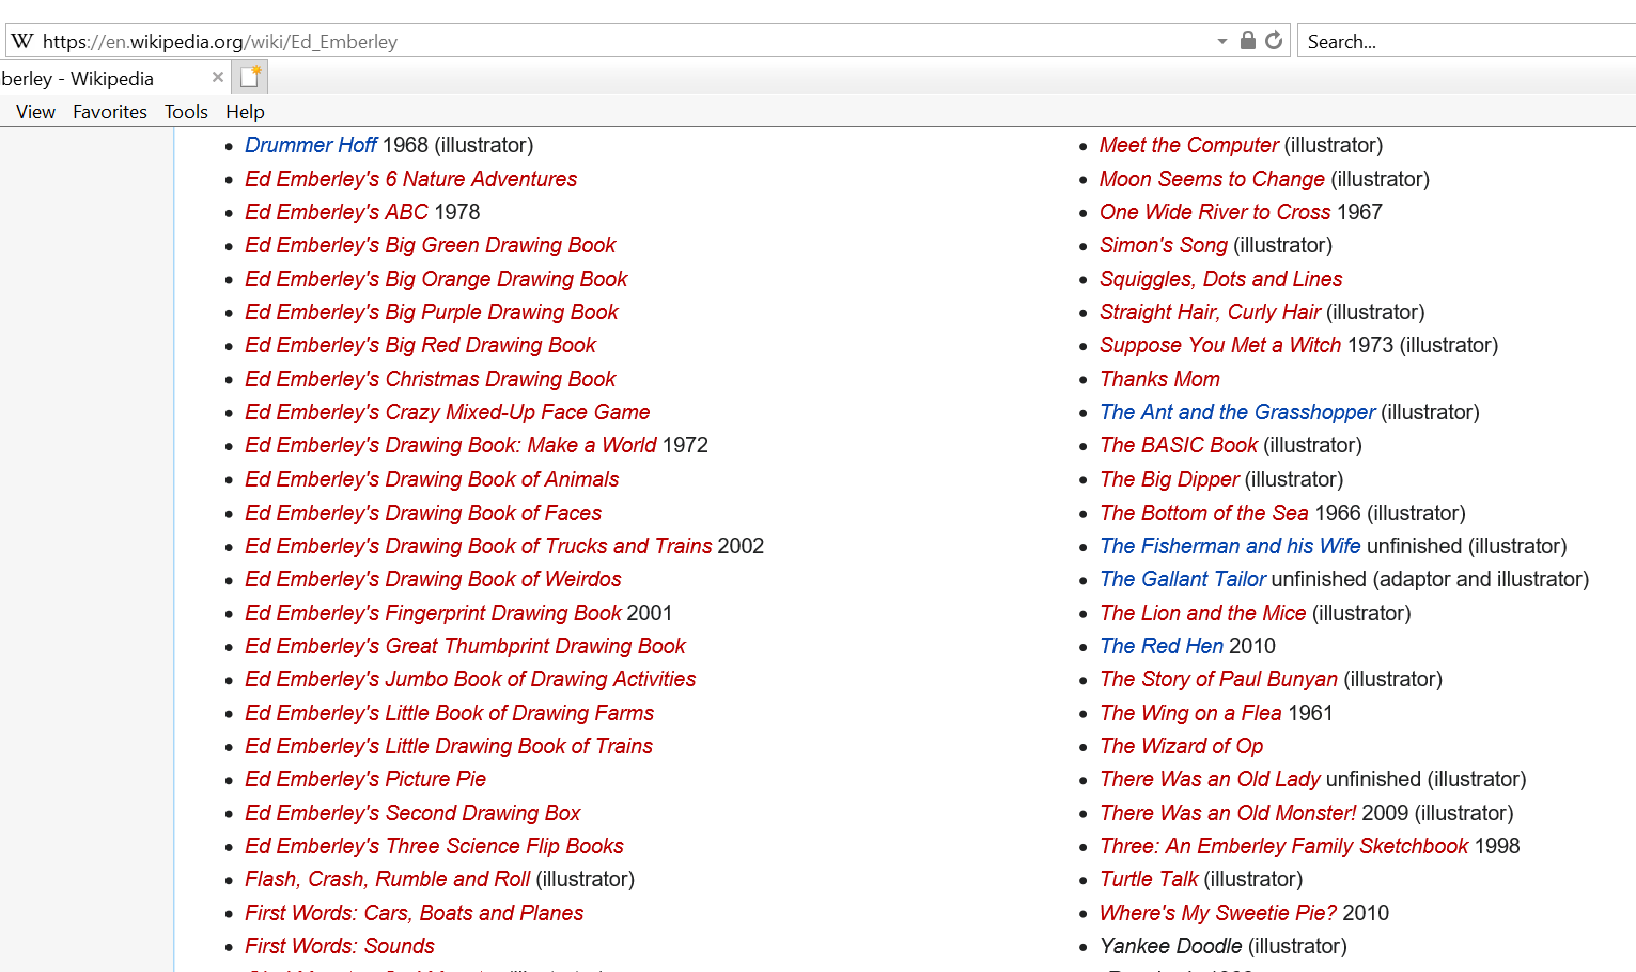 W https://en.wikipedia.org/wiki/Ed_Emberley
Search...
berley - Wikipedia
View Favorites Tools Help
Drummer Hoff 1968 (illustrator)
Ed Emberley's 6 Nature Adventures
Ed Emberley's ABC 1978
Ed Emberley's Big Green Drawing Book
Ed Emberley's Big Orange Drawing Book
Ed Emberley's Big Purple Drawing Book
Ed Emberley's Big Red Drawing Book
Ed Emberley's Christmas Drawing Book
Ed Emberley's Crazy Mixed-Up Face Game
Ed Emberley's Drawing Book: Make a World 1972
Ed Emberley's Drawing Book of Animals
Ed Emberley's Drawing Book of Faces
Ed Emberley's Drawing Book of Trucks and Trains 2002
Ed Emberley's Drawing Book of Weirdos
Ed Emberley's Fingerprint Drawing Book 2001
Ed Emberley's Great Thumbprint Drawing Book
Ed Emberley's Jumbo Book of Drawing Activities
Ed Emberley's Little Book of Drawing Farms
Ed Emberley's Little Drawing Book of Trains
Ed Emberley's Picture Pie
Ed Emberley's Second Drawing Box
Ed Emberley's Three Science Flip Books
Flash, Crash, Rumble and Roll (illustrator)
First Words: Cars, Boats and Planes
First Words: Sounds
Meet the Computer (illustrator)
Moon Seems to Change (illustrator)
One Wide River to Cross 1967
Simon's Song (illustrator)
Squiggles, Dots and Lines
Straight Hair, Curly Hair (illustrator)
Suppose You Met a Witch 1973 (illustrator)
Thanks Mom
The Ant and the Grasshopper (illustrator)
The BASIC Book (illustrator)
The Big Dipper (illustrator)
The Bottom of the Sea 1966 (illustrator)
The Fisherman and his Wife unfinished (illustrator)
The Gallant Tailor unfinished (adaptor and illustrator)
The Lion and the Mice (illustrator)
The Red Hen 2010
The Story of Paul Bunyan (illustrator)
The Wing on a Flea 1961
The Wizard of Op
There Was an Old Lady unfinished (illustrator)
There Was an Old Monster! 2009 (illustrator)
Three: An Emberley Family Sketchbook 1998
Turtle Talk (illustrator)
Where's My Sweetie Pie? 2010
Yankee Doodle (illustrator)